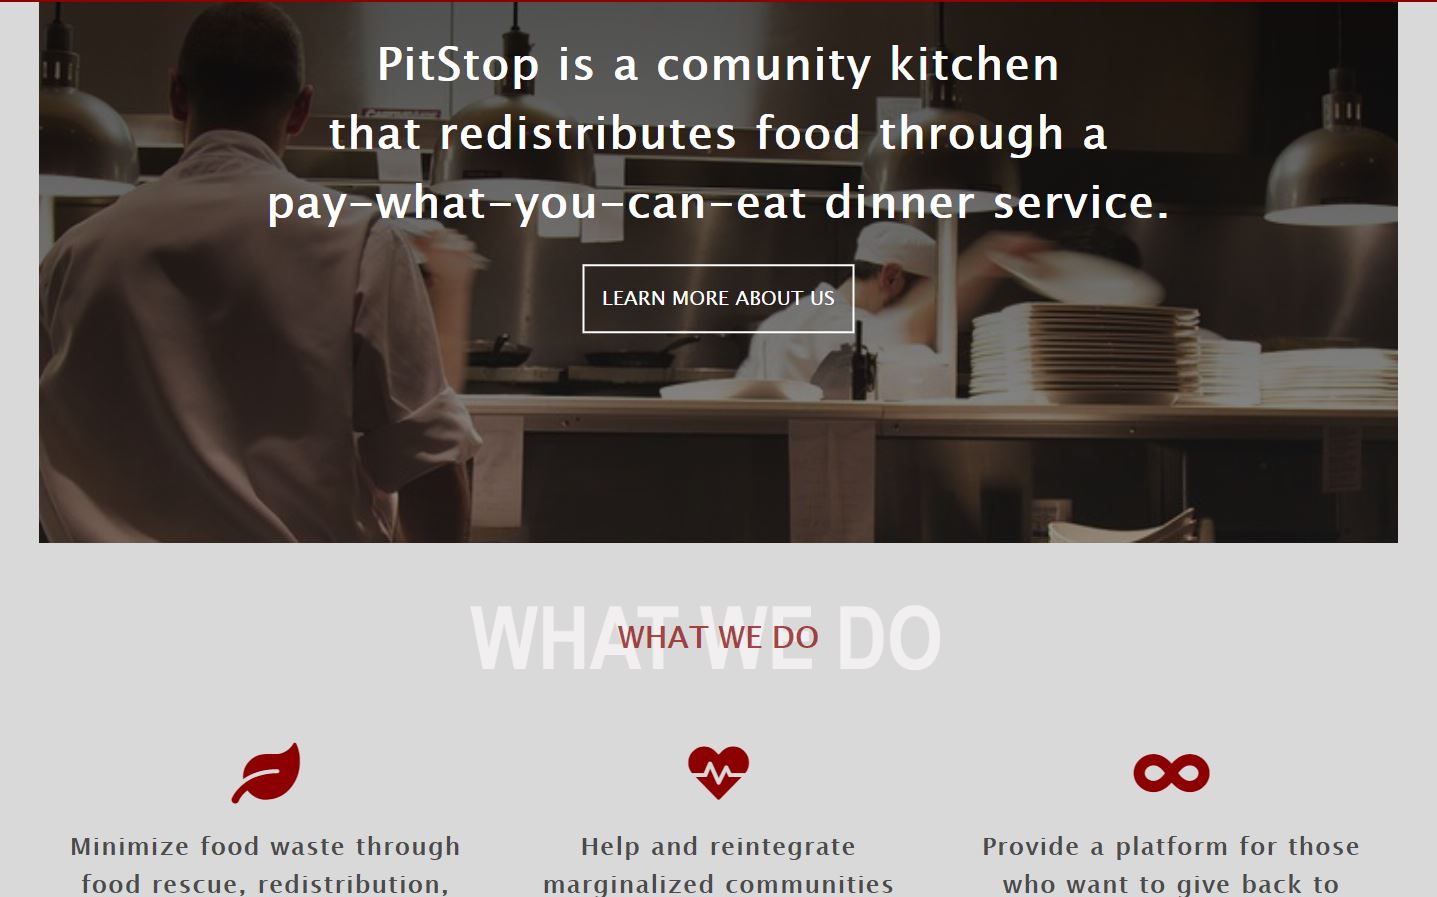 PitStop is a comunity kitchen
that redistributes food through a
pay-what-you-can-eat dinner service.
LEARN MORE ABOUT US
WHAT WE DO
WHAT WE DO
Minimize food waste through
food rescue, redistribution,
Help and reintegrate
marginalized communities
Provide a platform for those
who want to give back to